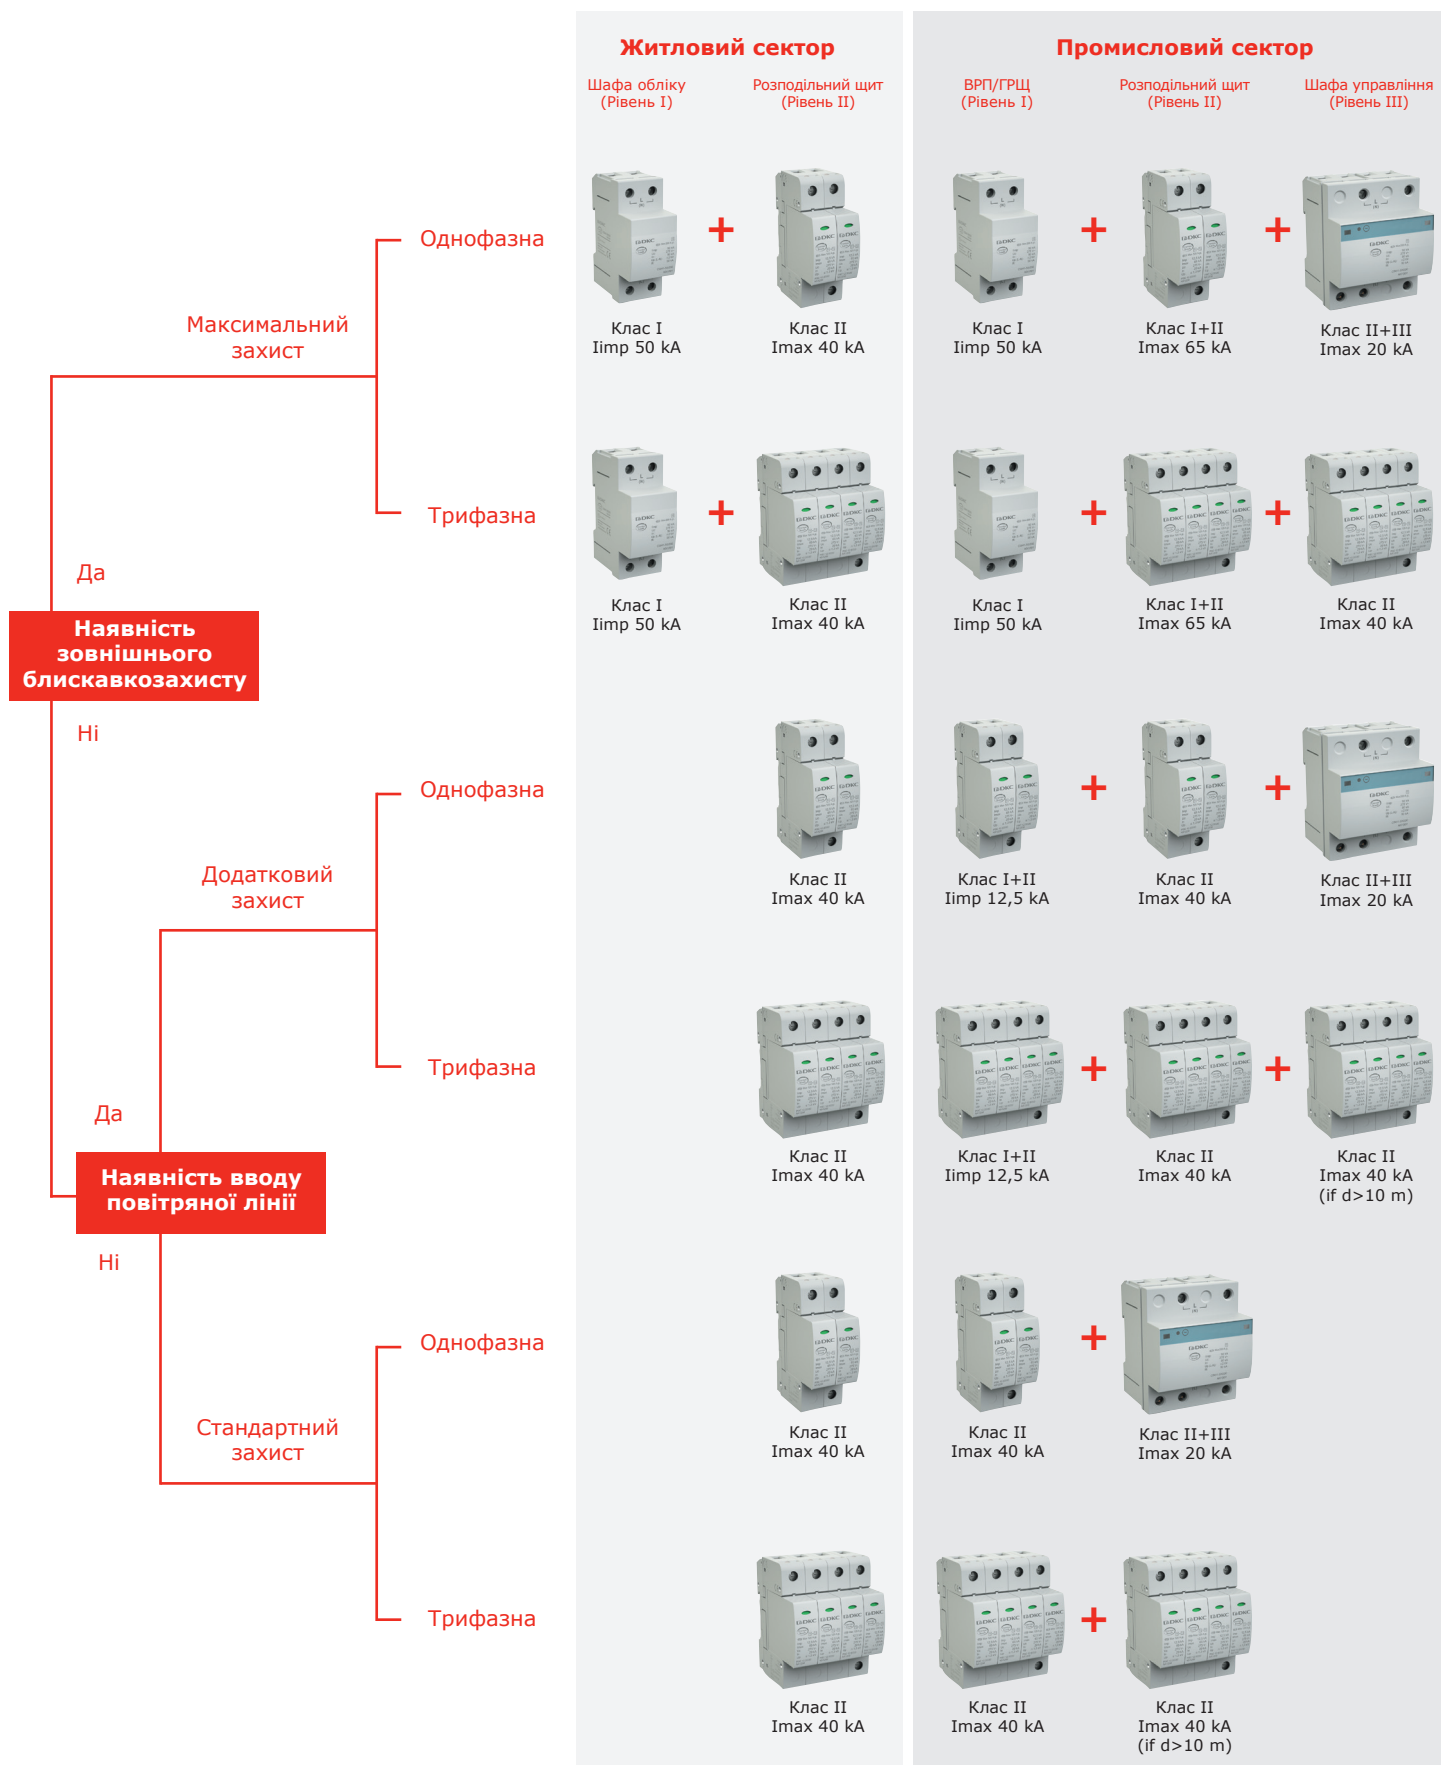 Житловий сектор
Промисловий сектор
Шафа обліку
(Рівень I)
Розподільний щит
(Рівень II)
ВРП/ГРЩ
(Рівень I)
Розподільний щит
(Рівень II)
Шафа управління
(Рівень III)
Однофазна
Максимальний
захист
Трифазна
+
+
+
Клас I
Iimp 50 kA
Клас II
Imax 40 kA
Клас I
Iimp 50 kA
Клас I+II
Imax 65 kA
Клас II+III
Imax 20 kA
+
+
+
Клас I
Iimp 50 kA
Клас II
Imax 40 kA
Клас I
Iimp 50 kA
Клас I+II
Imax 65 kA
Клас II
Imax 40 kA
Да
Наявність
зовнішнього
блискавкозахисту
Ні
Однофазна
Додатковий
захист
Трифазна
+
+
Клас II
Imax 40 kA
Клас I+II
Iimp 12,5 kA
Клас II
Imax 40 kA
Клас II+III
Imax 20 kA
+
+
Клас II
Imax 40 kA
Клас I+II
Iimp 12,5 kA
Клас II
Imax 40 kA
Клас II
Imax 40 kA
(if d>10 m)
Да
Наявність вводу
повітряної лінії
Ні
Однофазна
Стандартний
захист
Трифазна
+
Клас II
Imax 40 kA
Клас II
Imax 40 kA
Клас II+III
Imax 20 kA
+
Клас II
Imax 40 kA
Клас II
Imax 40 kA
Клас II
Imax 40 kA
(if d>10 m)